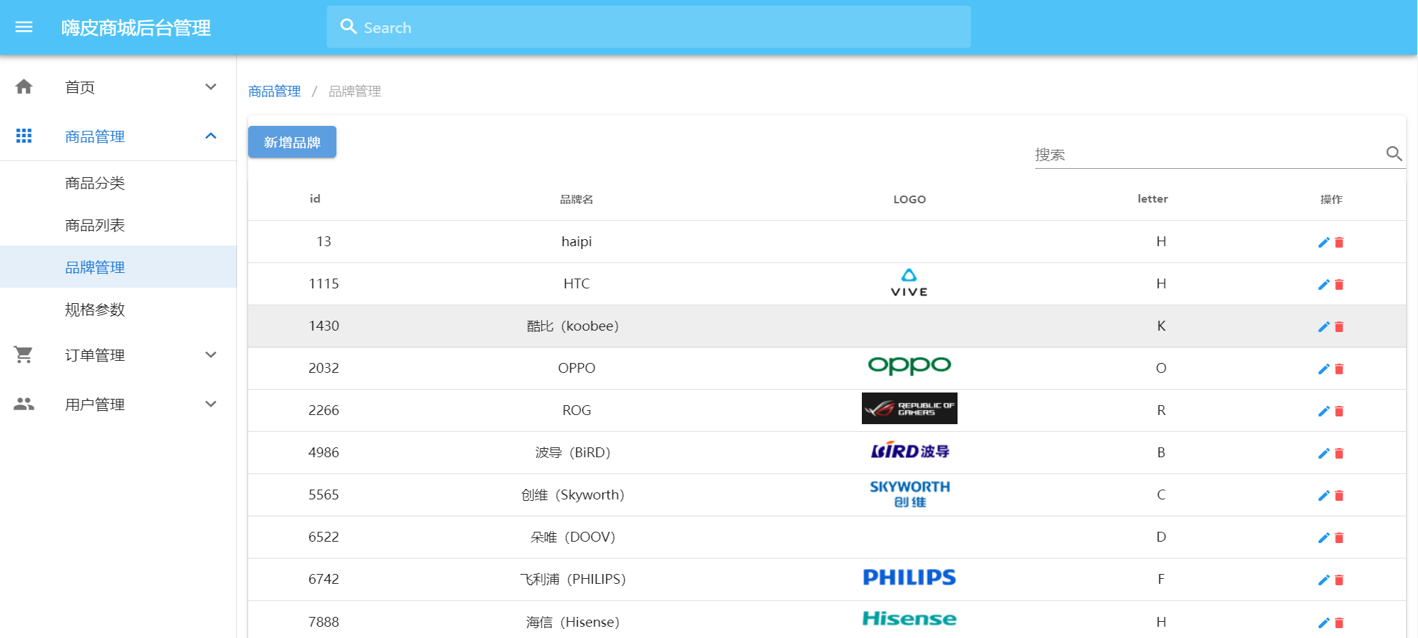 嗨皮商城后台管理
Search
首页
商品管理
商品分类
商品列表
品牌管理
规格参数
订单管理
用户管理
商品管理 / 品牌管理
新增品牌
搜索
id 品牌名 LOGO letter 操作
13 haipi H
1115 HTC VIVE H
1430 酷比（koobee） K
2032 OPPO oppo O
2266 ROG REPUBLIC OF GAMERS R
4986 波导（BiRD） BiRD波导 B
5565 创维（Skyworth） SKYWORTH 创维 C
6522 朵唯（DOOV） D
6742 飞利浦（PHILIPS） PHILIPS F
7888 海信（Hisense） Hisense H